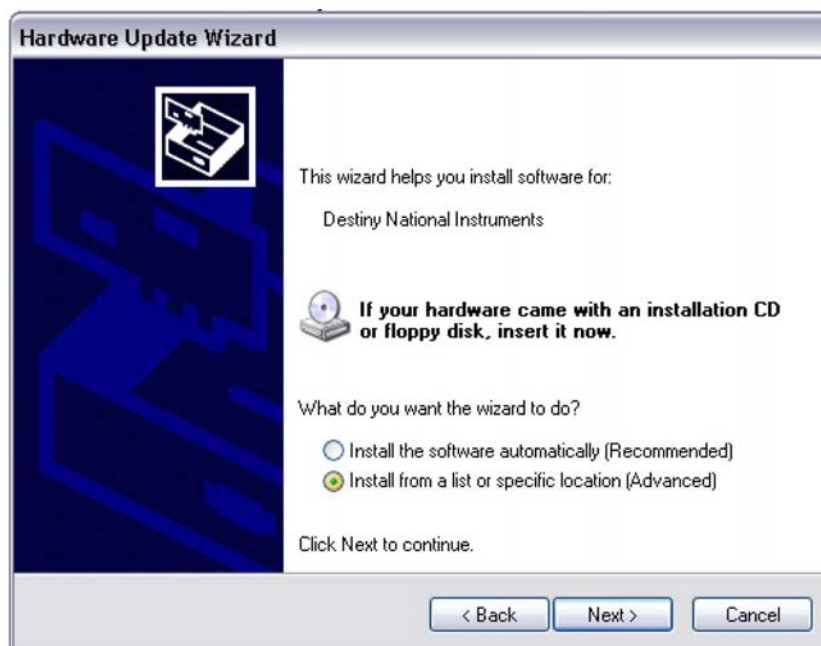 Hardware Update Wizard
This wizard helps you install software for:
Destiny National Instruments
If your hardware came with an installation CD
or floppy disk, insert it now.
What do you want the wizard to do?
Install the software automatically (Recommended)
Install from a list or specific location (Advanced)
Click Next to continue.
< Back Next > Cancel